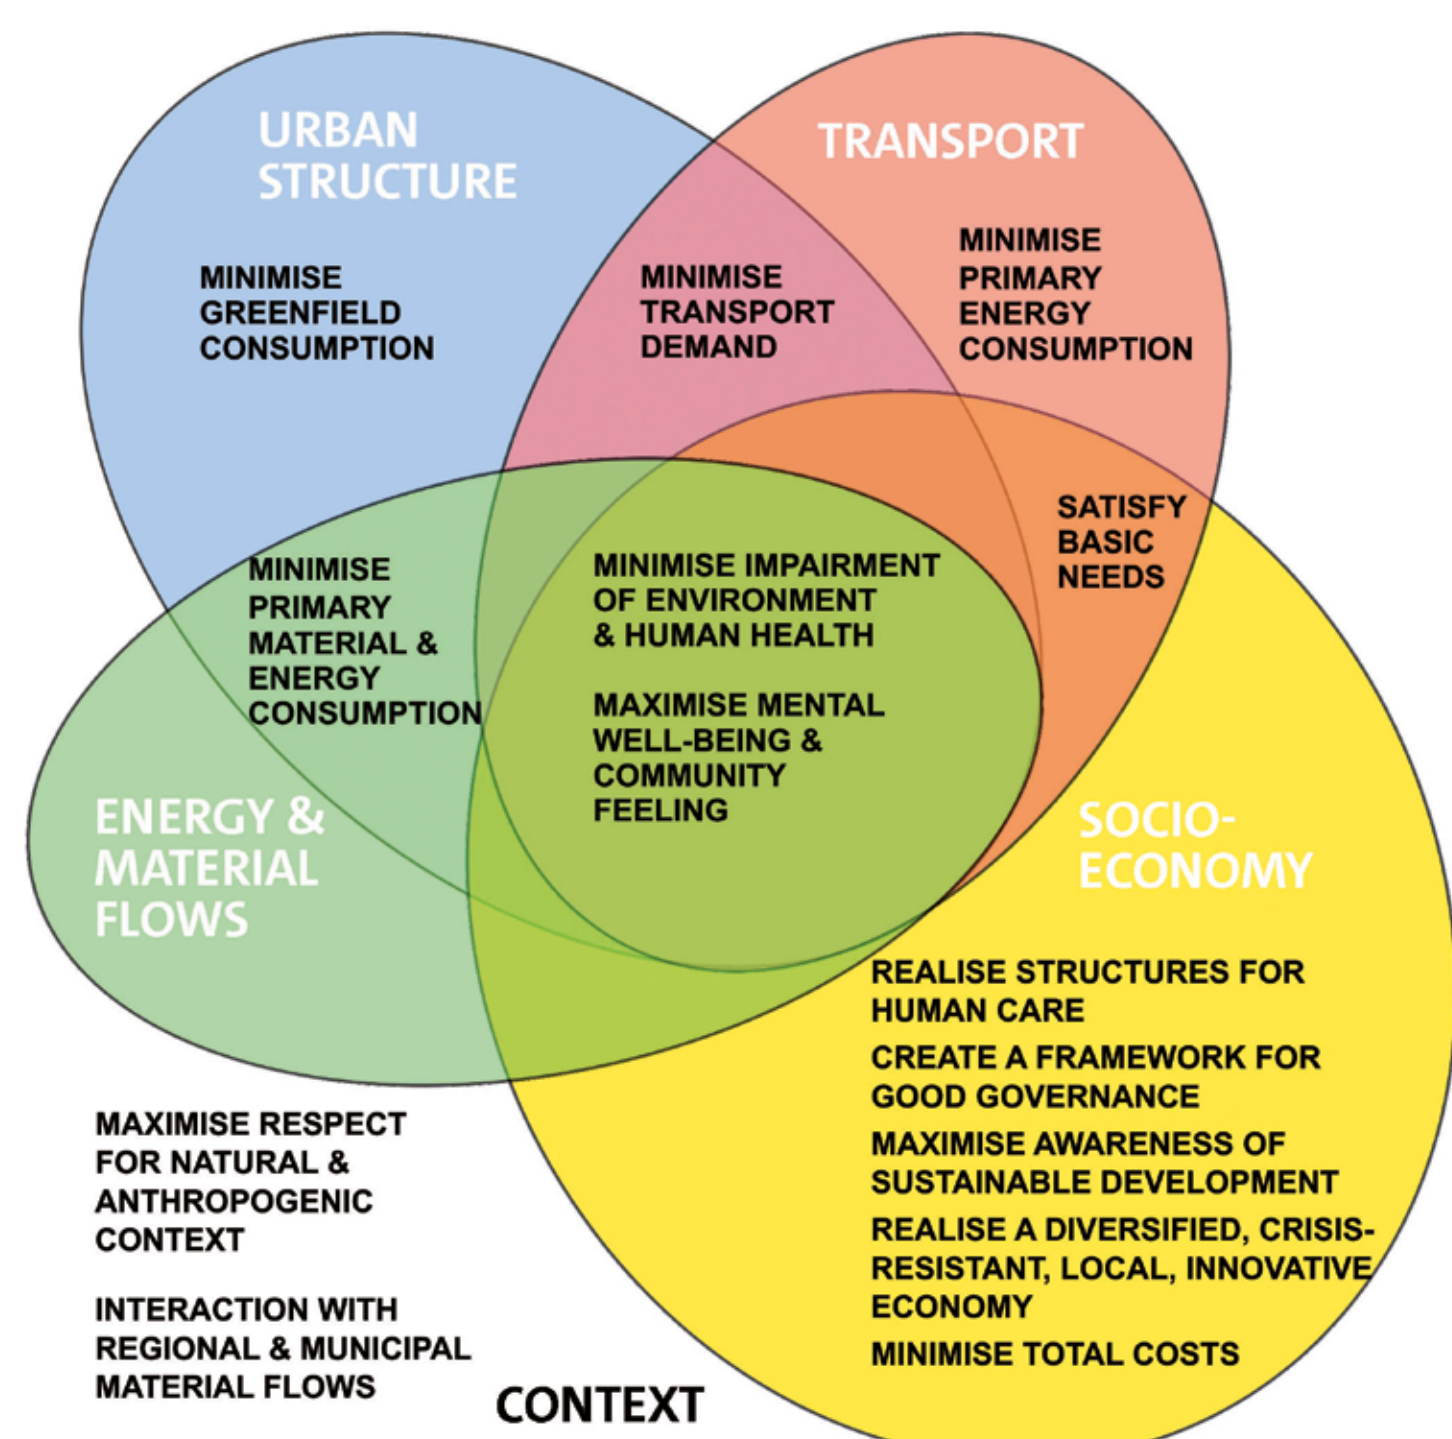 URBAN
STRUCTURE
MINIMISE
GREENFIELD
CONSUMPTION
TRANSPORT
MINIMISE
TRANSPORT
DEMAND
MINIMISE
PRIMARY
ENERGY
CONSUMPTION
SATISFY
BASIC
NEEDS
MINIMISE
PRIMARY
MATERIAL &
ENERGY
CONSUMPTION
MINIMISE IMPAIRMENT
OF ENVIRONMENT
& HUMAN HEALTH
MAXIMISE MENTAL
WELL-BEING &
COMMUNITY
FEELING
ENERGY &
MATERIAL
FLOWS
SOCIO-
ECONOMY
REALISE STRUCTURES FOR
HUMAN CARE
CREATE A FRAMEWORK FOR
GOOD GOVERNANCE
MAXIMISE AWARENESS OF
SUSTAINABLE DEVELOPMENT
REALISE A DIVERSIFIED, CRISIS-
RESISTANT, LOCAL, INNOVATIVE
ECONOMY
MINIMISE TOTAL COSTS
MAXIMISE RESPECT
FOR NATURAL &
ANTHROPOGENIC
CONTEXT
INTERACTION WITH
REGIONAL & MUNICIPAL
MATERIAL FLOWS
CONTEXT